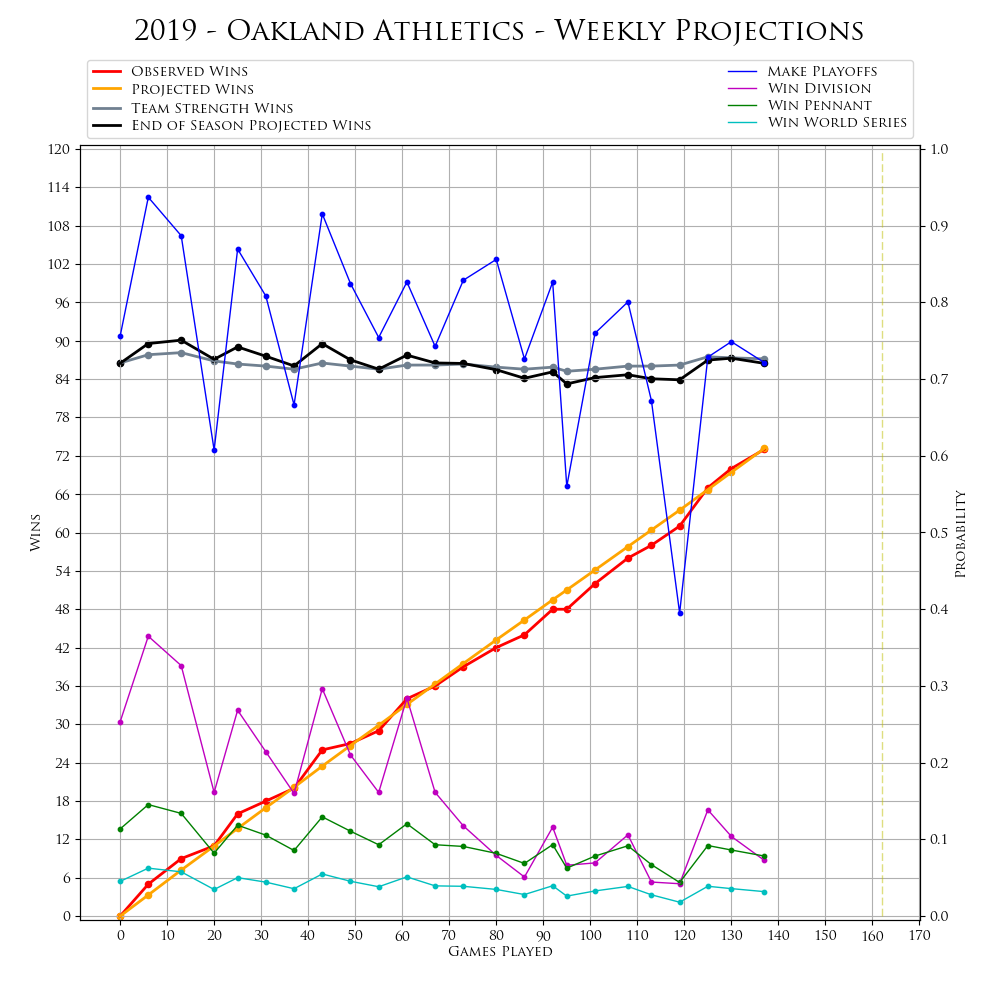 2019 - Oakland Athletics - Weekly Projections
Observed Wins
Projected Wins
Team Strength Wins
End of Season Projected Wins
Make Playoffs
Win Division
Win Pennant
Win World Series
120
114
108
102
96
90
84
78
72
66
60
54
48
42
36
30
24
18
12
6
0
Wins
1.0
0.9
0.8
0.7
0.6
0.5
0.4
0.3
0.2
0.1
0.0
Probability
0 10 20 30 40 50 60 70 80 90 100 110 120 130 140 150 160 170
Games Played